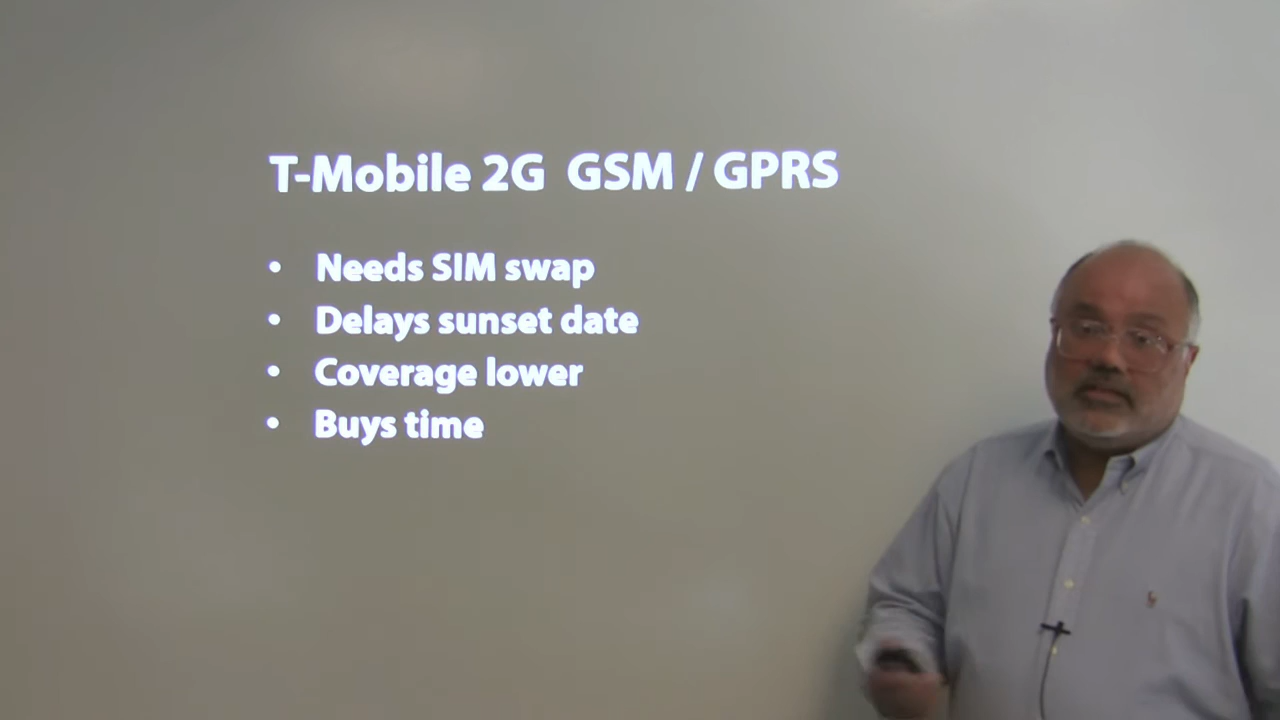 T-Mobile 2G GSM / GPRS
• Needs SIM swap
• Delays sunset date
• Coverage lower
• Buys time